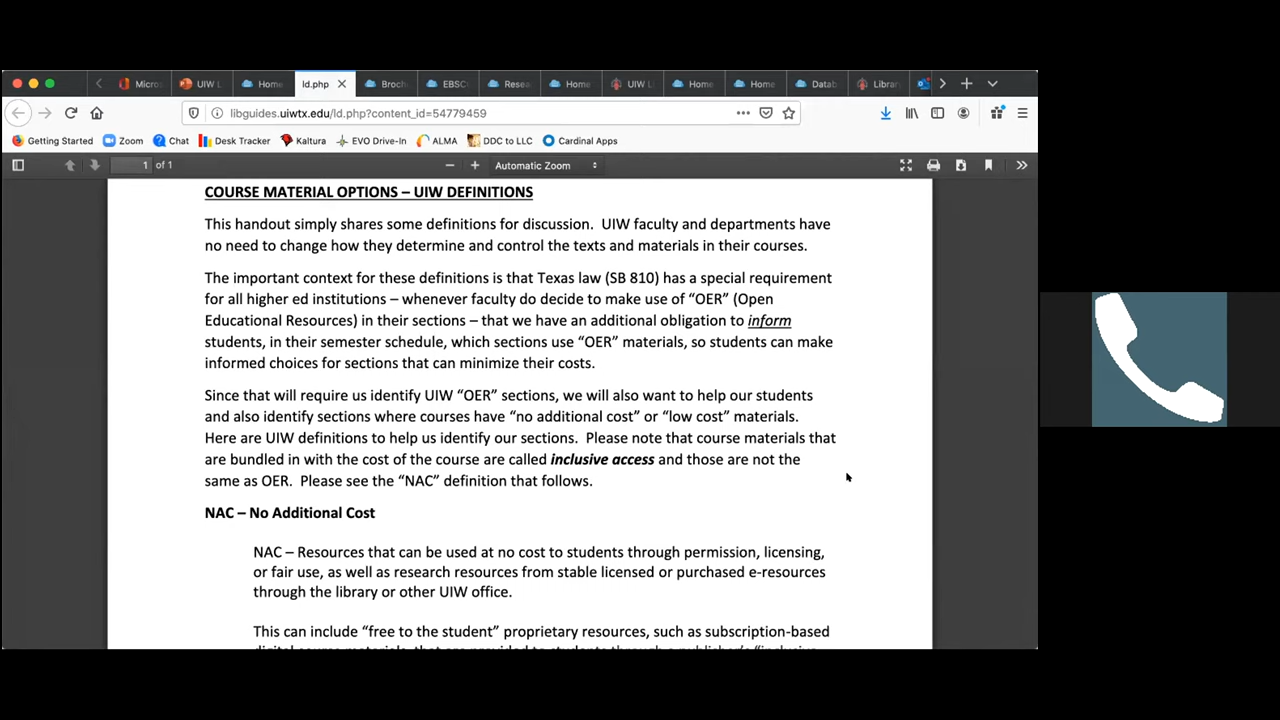 Micros
UIW L
Home
ld.php
Broch
EBSC
Resea
Home
UIW Li
Home
Home
Datab
Library
libguides.uiwtx.edu/ld.php?content_id=54779459
Getting Started Zoom Chat Desk Tracker Kaltura EVO Drive-In ALMA DDC to LLC Cardinal Apps
1 of 1 Automatic Zoom
COURSE MATERIAL OPTIONS – UIW DEFINITIONS
This handout simply shares some definitions for discussion. UIW faculty and departments have
no need to change how they determine and control the texts and materials in their courses.
The important context for these definitions is that Texas law (SB 810) has a special requirement
for all higher ed institutions – whenever faculty do decide to make use of “OER” (Open
Educational Resources) in their sections – that we have an additional obligation to inform
students, in their semester schedule, which sections use “OER” materials, so students can make
informed choices for sections that can minimize their costs.
Since that will require us identify UIW “OER” sections, we will also want to help our students
and also identify sections where courses have “no additional cost” or “low cost” materials.
Here are UIW definitions to help us identify our sections. Please note that course materials that
are bundled in with the cost of the course are called inclusive access and those are not the
same as OER. Please see the “NAC” definition that follows.
NAC – No Additional Cost
NAC – Resources that can be used at no cost to students through permission, licensing,
or fair use, as well as research resources from stable licensed or purchased e-resources
through the library or other UIW office.
This can include “free to the student” proprietary resources, such as subscription-based